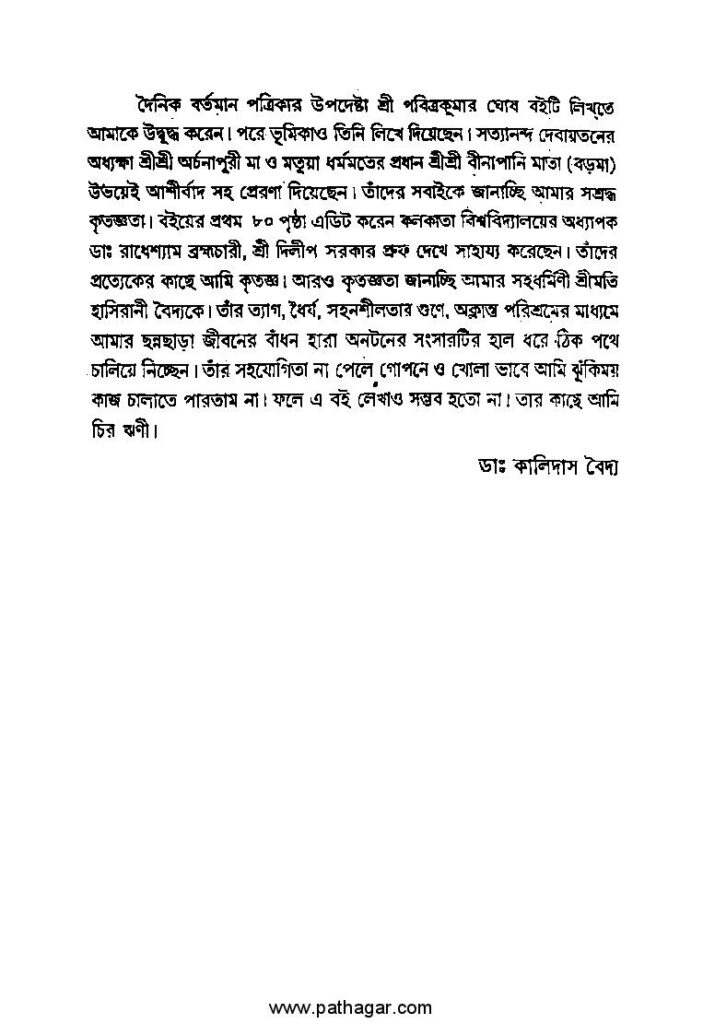 দৈনিক বর্তমান পত্রিকার উপদেষ্টা শ্রী পবিত্রকুমার ঘোষ বইটি লিখতে
আমাকে উদ্বুদ্ধ করেন। পরে ভূমিকাও তিনি লিখে দিয়েছেন। সত্যানন্দ দেবায়তনের
অধ্যক্ষা শ্রীশ্রী অর্চনাপুরী মা ও মতুয়া ধর্মমতের প্রধান শ্রীশ্রী বীনাপানি মাতা (বড়মা)
উভয়েই আশীর্বাদ সহ প্রেরণা দিয়েছেন। তাঁদের সবাইকে জানাচ্ছি আমার সশ্রদ্ধ
কৃতজ্ঞতা। বইয়ের প্রথম ৮০ পৃষ্ঠা এডিট করেন কলকাতা বিশ্ববিদ্যালয়ের অধ্যাপক
ডাঃ রাধেশ্যাম ব্রহ্মচারী, শ্রী দিলীপ সরকার প্রুফ দেখে সাহায্য করেছেন। তাঁদের
প্রত্যেকের কাছে আমি কৃতজ্ঞ। আরও কৃতজ্ঞতা জানাচ্ছি আমার সহধর্মিণী শ্রীমতি
হাসিরানী বৈদ্যকে। তাঁর ত্যাগ, ধৈর্য, সহনশীলতার গুণে, অক্লান্ত পরিশ্রমের মাধ্যমে
আমার ছন্নছাড়া জীবনের বাঁধন হারা অনটনের সংসারটির হাল ধরে ঠিক পথে
চালিয়ে নিচ্ছেন। তাঁর সহযোগিতা না পেলে গোপনে ও খোলা ভাবে আমি ঝুঁকিময়
কাজ চালাতে পারতাম না। ফলে এ বই লেখাও সম্ভব হতো না। তার কাছে আমি
চির ঋণী।
ডাঃ কালিদাস বৈদ্য
www.pathagar.com